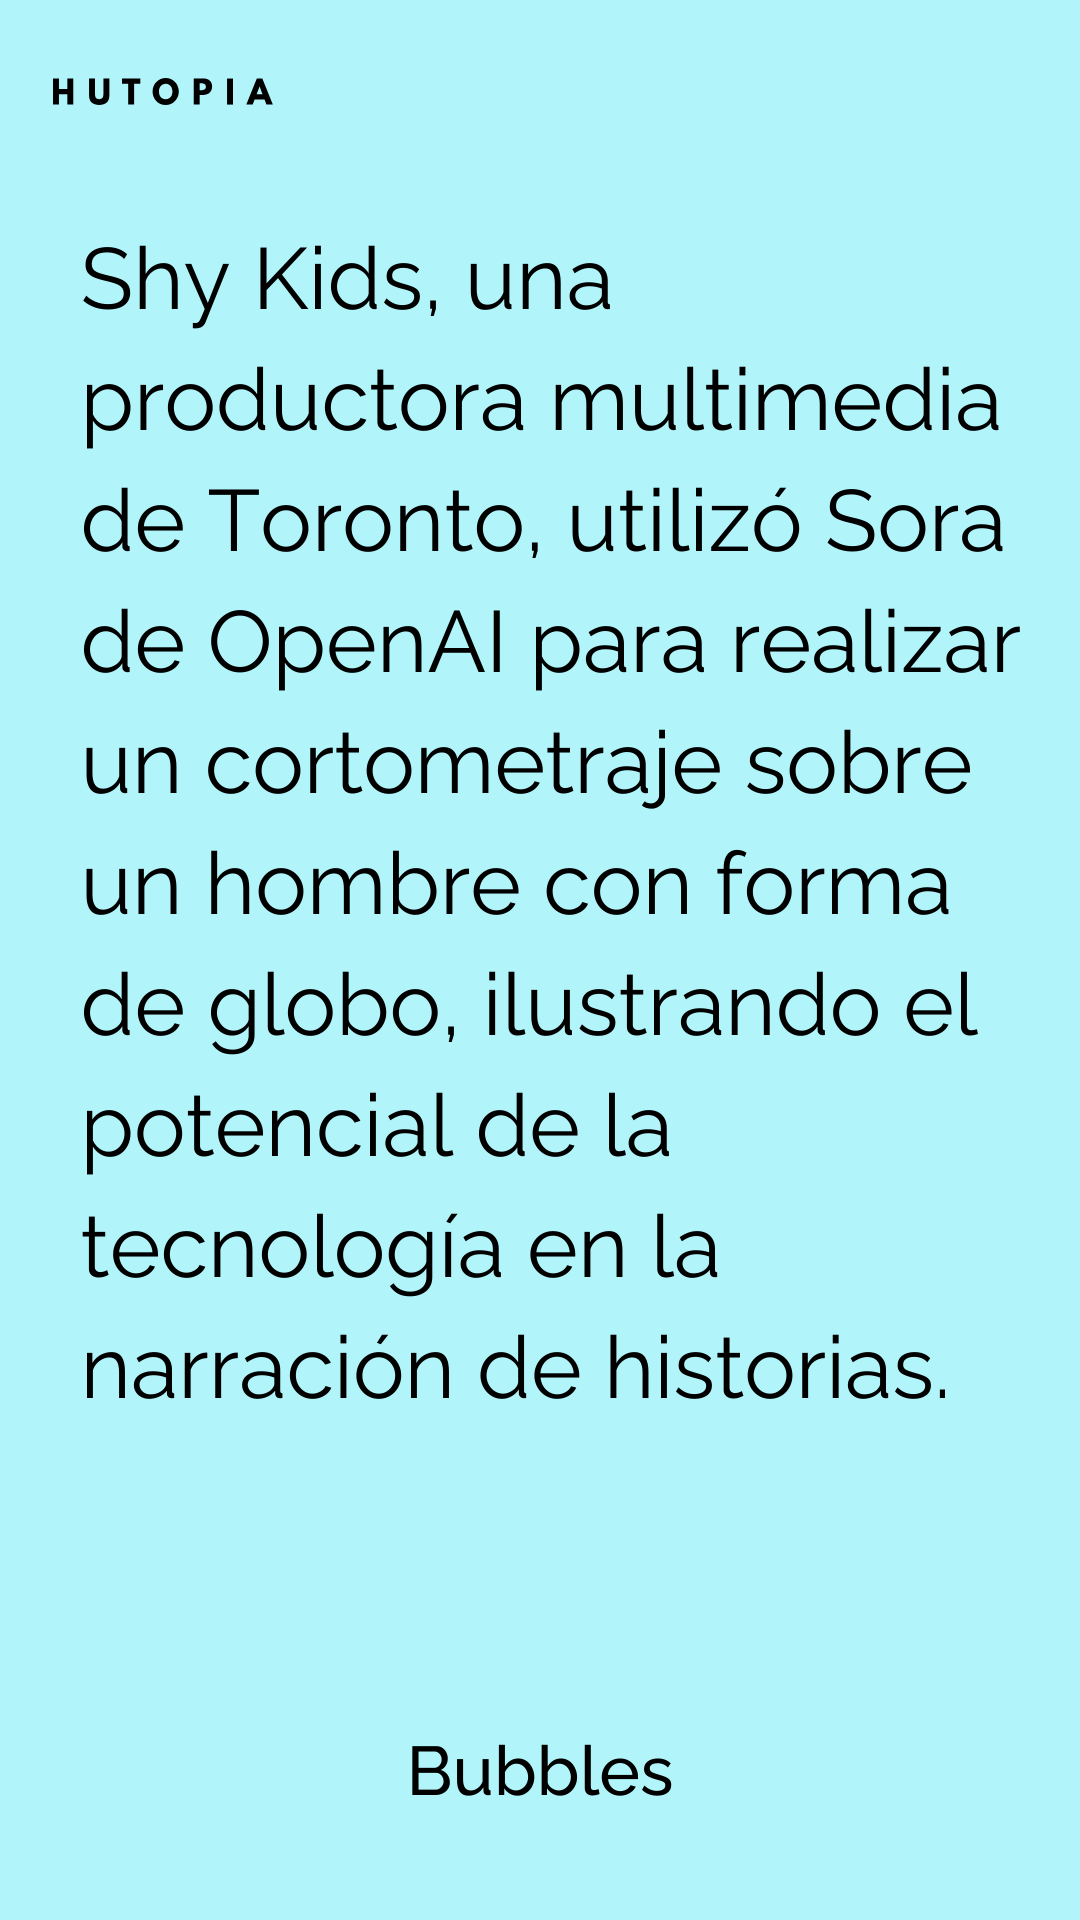 HUTOPIA
Shy Kids, una
productora multimedia
de Toronto, utilizó Sora
de OpenAI para realizar
un cortometraje sobre
un hombre con forma
de globo, ilustrando el
potencial de la
tecnología en la
narración de historias.
Bubbles